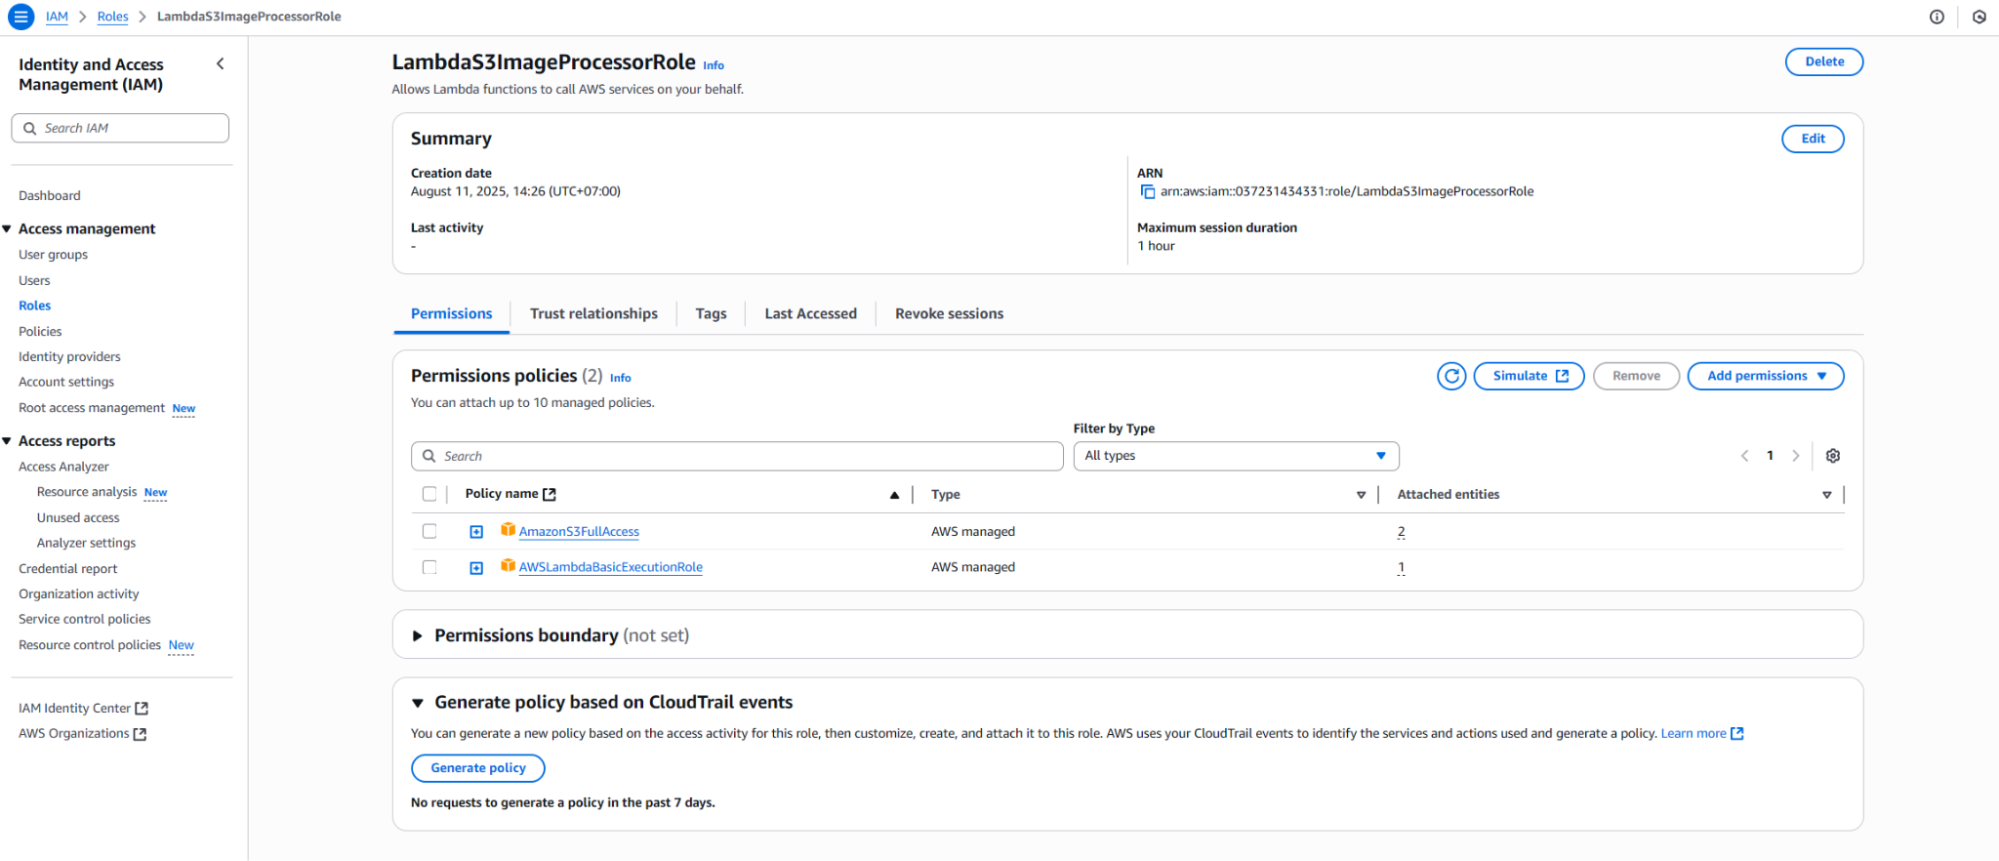 IAM > Roles > LambdaS3ImageProcessorRole
Identity and Access
Management (IAM)
Search IAM
Dashboard
Access management
User groups
Users
Roles
Policies
Identity providers
Account settings
Root access management New
Access reports
Access Analyzer
Resource analysis New
Unused access
Analyzer settings
Credential report
Organization activity
Service control policies
Resource control policies New
IAM Identity Center
AWS Organizations
LambdaS3ImageProcessorRole Info
Delete
Allows Lambda functions to call AWS services on your behalf.
Summary
Edit
Creation date
August 11, 2025, 14:26 (UTC+07:00)
ARN
arn:aws:iam::037231434331:role/LambdaS3ImageProcessorRole
Last activity
-
Maximum session duration
1 hour
Permissions
Trust relationships
Tags
Last Accessed
Revoke sessions
Permissions policies (2) Info
Simulate
Remove
Add permissions
You can attach up to 10 managed policies.
Filter by Type
Search
All types
1
Policy name
Type
Attached entities
AmazonS3FullAccess
AWS managed
2
AWSLambdaBasicExecutionRole
AWS managed
1
Permissions boundary (not set)
Generate policy based on CloudTrail events
You can generate a new policy based on the access activity for this role, then customize, create, and attach it to this role. AWS uses your CloudTrail events to identify the services and actions used and generate a policy. Learn more
Generate policy
No requests to generate a policy in the past 7 days.